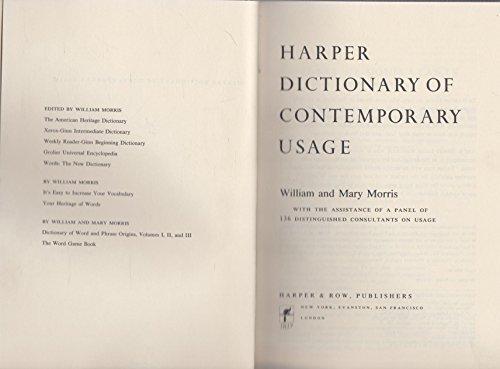 EDITED BY WILLIAM MORRIS
The American Heritage Dictionary
Xerox-Ginn Intermediate Dictionary
Weekly Reader-Ginn Beginning Dictionary
Grolier Universal Encyclopedia
Words: The New Dictionary
BY WILLIAM MORRIS
It's Easy to Increase Your Vocabulary
Your Heritage of Words
BY WILLIAM AND MARY MORRIS
Dictionary of Word and Phrase Origins, Volumes I, II, and III
The Word Game Book
HARPER
DICTIONARY OF
CONTEMPORARY
USAGE
William and Mary Morris
WITH THE ASSISTANCE OF A PANEL OF
136 DISTINGUISHED CONSULTANTS ON USAGE
HARPER & ROW, PUBLISHERS
NEW YORK, EVANSTON, SAN FRANCISCO
LONDON
1817